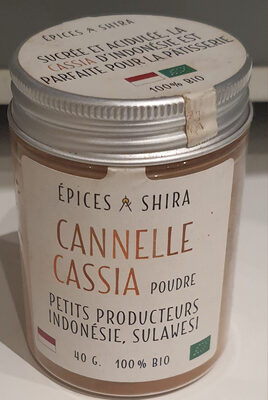 ÉPICES SHIRA
SUCRÉE ET ACIDULÉE, LA
CASSIA D'INDONÉSIE EST
PARFAITE POUR LA PÂTISSERIE
100% BIO
ÉPICES SHIRA
CANNELLE
CASSIA POUDRE
PETITS PRODUCTEURS
INDONÉSIE, SULAWESI
40 G. 100% BIO